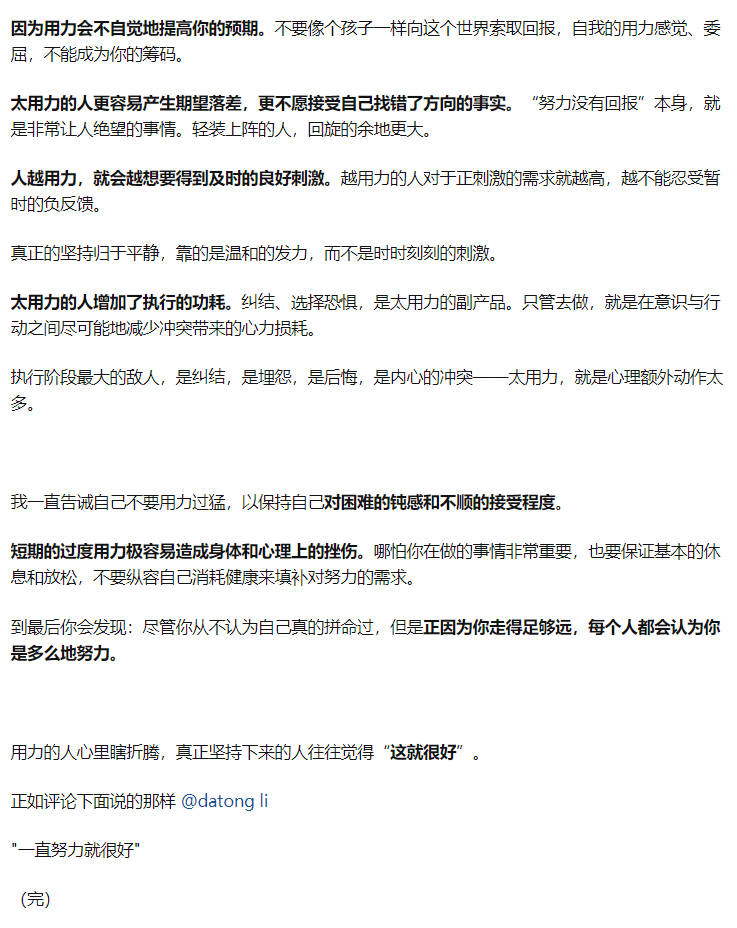 因为用力会不自觉地提高你的预期。不要像个孩子一样向这个世界索取回报，自我的用力感觉、委
屈，不能成为你的筹码。
太用力的人更容易产生期望落差，更不愿接受自己找错了方向的事实。“努力没有回报”本身，就
是非常让人绝望的事情。轻装上阵的人，回旋的余地更大。
人越用力，就会越想要得到及时的良好刺激。越用力的人对于正刺激的需求就越高，越不能忍受暂
时的负反馈。
真正的坚持归于平静，靠的是温和的发力，而不是时时刻刻的刺激。
太用力的人增加了执行的功耗。纠结、选择恐惧，是太用力的副产品。只管去做，就是在意识与行
动之间尽可能地减少冲突带来的心力损耗。
执行阶段最大的敌人，是纠结，是埋怨，是后悔，是内心的冲突——太用力，就是心理额外动作太
多。
我一直告诫自己不要用力过猛，以保持自己对困难的钝感和不顺的接受程度。
短期的过度用力极容易造成身体和心理上的挫伤。哪怕你在做的事情非常重要，也要保证基本的休
息和放松，不要纵容自己消耗健康来填补对努力的需求。
到最后你会发现：尽管你从不认为自己真的拼命过，但是正因为你走得足够远，每个人都会认为你
是多么地努力。
用力的人心里瞎折腾，真正坚持下来的人往往觉得“这就很好”。
正如评论下面说的那样 @datong li
"一直努力就很好"
（完）